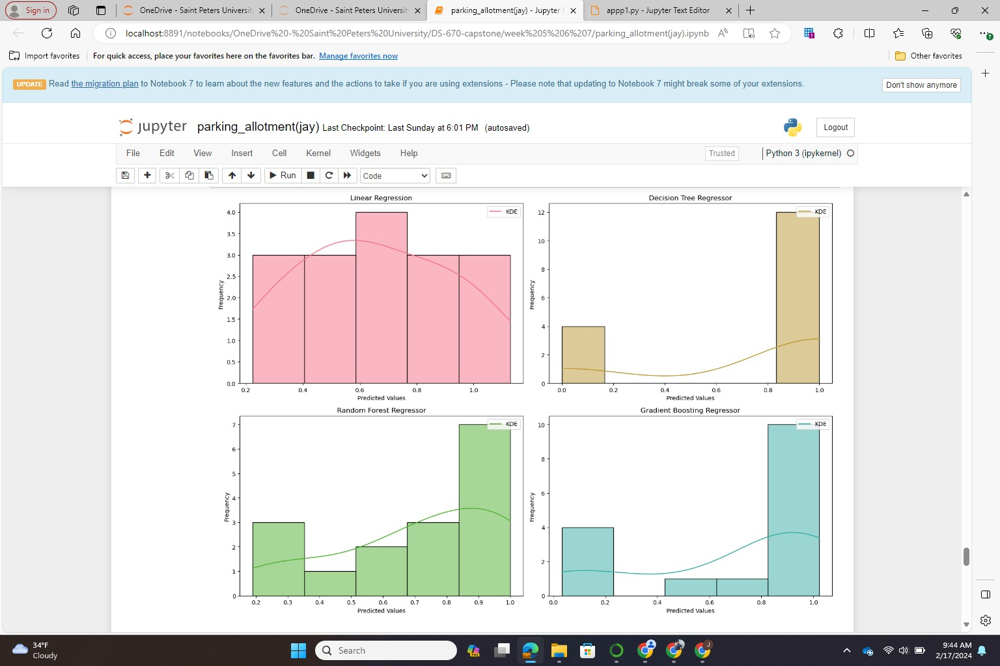 Sign in
OneDrive - Saint Peters Universit
OneDrive - Saint Peters Universit
parking_allotment(jay) - Jupyter
appp1.py - Jupyter Text Editor
localhost:8891/notebooks/OneDrive%20-%20Saint%20Peters%20University/DS-670-capstone/week%205%206%207/parking_allotment(jay).ipynb
Import favorites
For quick access, place your favorites here on the favorites bar. Manage favorites now
Other favorites
UPDATE Read the migration plan to Notebook 7 to learn about the new features and the actions to take if you are using extensions - Please note that updating to Notebook 7 might break some of your extensions.
Don't show anymore
jupyter parking_allotment(jay) Last Checkpoint: Last Sunday at 6:01 PM (autosaved)
Logout
File Edit View Insert Cell Kernel Widgets Help
Trusted
Python 3 (ipykernel)
Run
Code
Linear Regression
KDE
4.0
3.5
3.0
2.5
2.0
1.5
1.0
0.5
0.0
Frequency
0.2 0.4 0.6 0.8 1.0
Predicted Values
Decision Tree Regressor
KDE
12
10
8
6
4
2
0
Frequency
0.0 0.2 0.4 0.6 0.8 1.0
Predicted Values
Random Forest Regressor
KDE
7
6
5
4
3
2
1
0
Frequency
0.2 0.3 0.4 0.5 0.6 0.7 0.8 0.9 1.0
Predicted Values
Gradient Boosting Regressor
KDE
10
8
6
4
2
0
Frequency
0.0 0.2 0.4 0.6 0.8 1.0
Predicted Values
34°F
Cloudy
Search
J
9:44 AM
2/17/2024